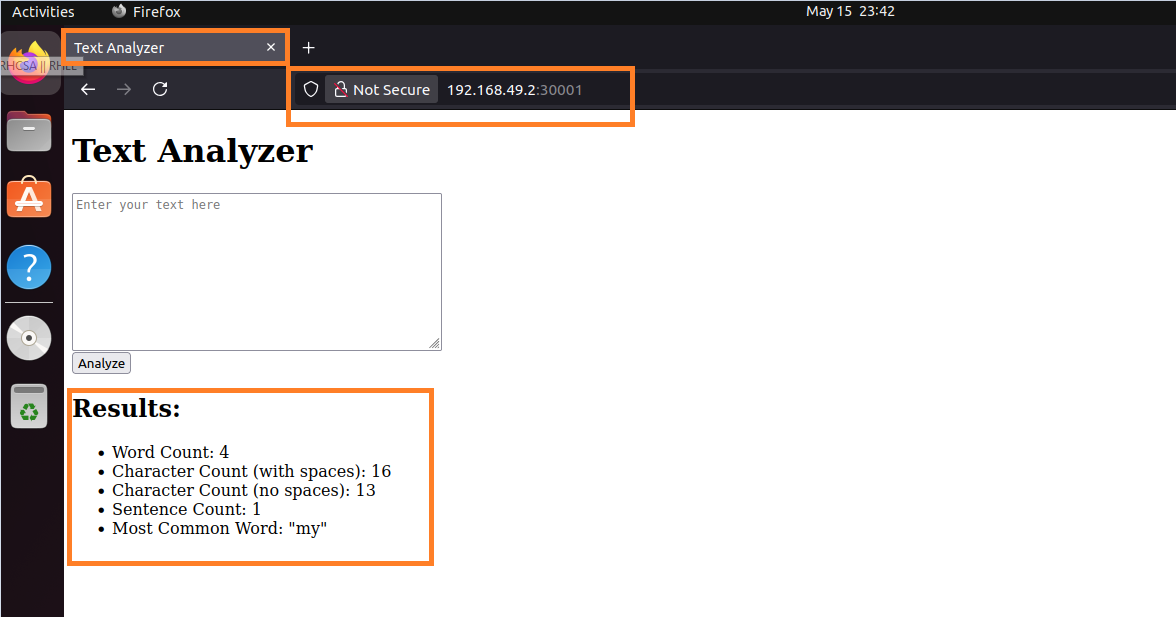 Activities Firefox May 15 23:42
Text Analyzer
RHCSA || RHEL
Not Secure 192.168.49.2:30001
Text Analyzer
Enter your text here
Analyze
Results:
• Word Count: 4
• Character Count (with spaces): 16
• Character Count (no spaces): 13
• Sentence Count: 1
• Most Common Word: "my"